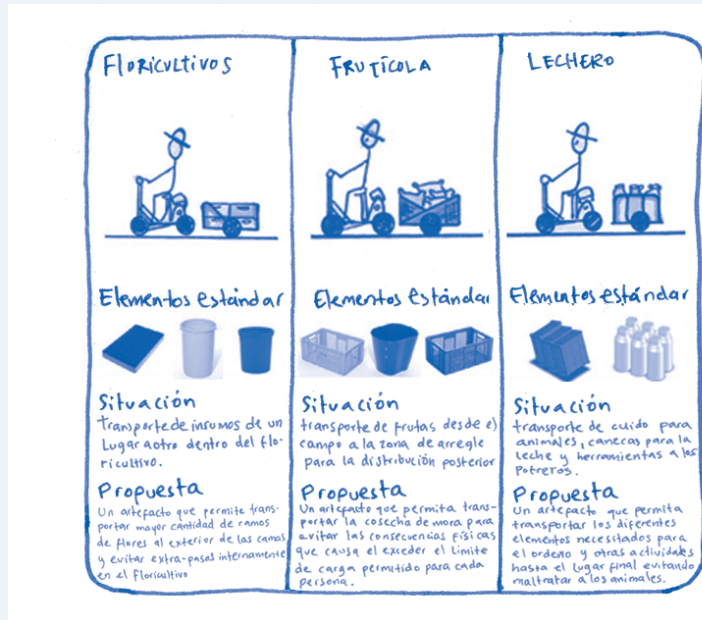 FLORICULTIVOS
Elementos estándar
Situación
Transporte de insumos de un
Lugar a otro dentro del flo-
ricultivo.
Propuesta
Un artefacto que permite trans-
portar mayor cantidad de ramos
de flores al exterior de las camas
y evitar extra-pasos internamente
en el floricultivo
FRUTÍCOLA
Elementos estándar
Situación
transporte de frutas desde el
campo a la zona de arregle
para la distribución posterior
Propuesta
Un artefacto que permita trans-
portar la cosecha de mora para
evitar las consecuencias físicas
que causa el exceder el limite
de carga permitido para cada
persona.
LECHERO
Elementos estándar
Situación
transporte de cuido para
animales, canecas para la
leche y herramientas a los
Potreros.
Propuesta
Un artefacto que permita
transportar los diferentes
elementos necesitados para
el ordeño y otras actividades
hasta el lugar final evitando
maltratar a los animales.